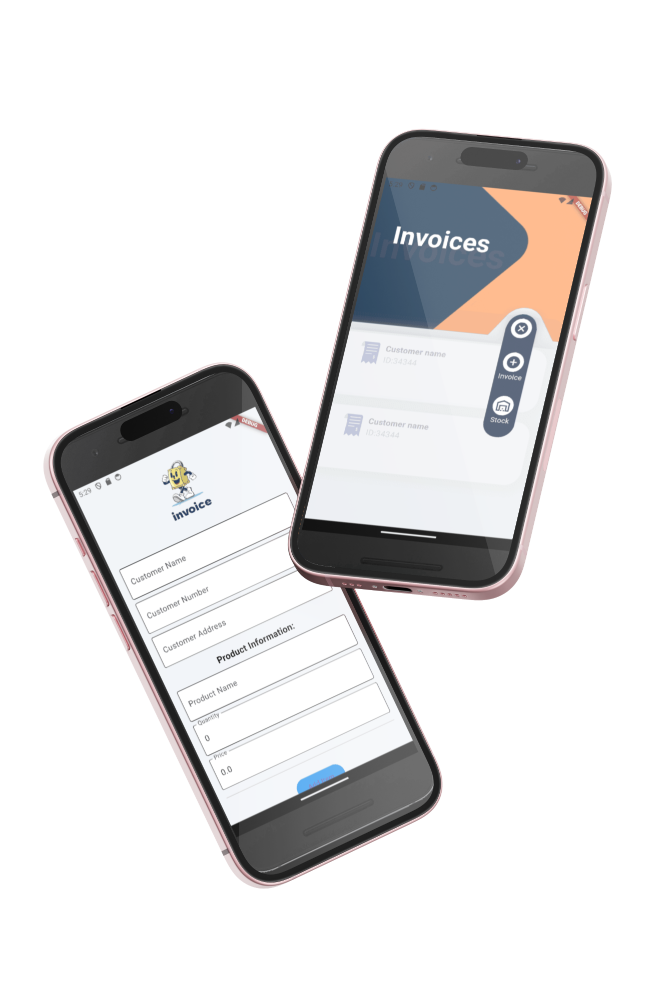 Invoices
Invoices
DEBUG
Customer name
ID:34344
Invoice
Customer name
ID:34344
Stock
5:29
DEBUG
invoice
Customer Name
Customer Number
Customer Address
Product Information:
Product Name
Quantity
0
Price
0.0